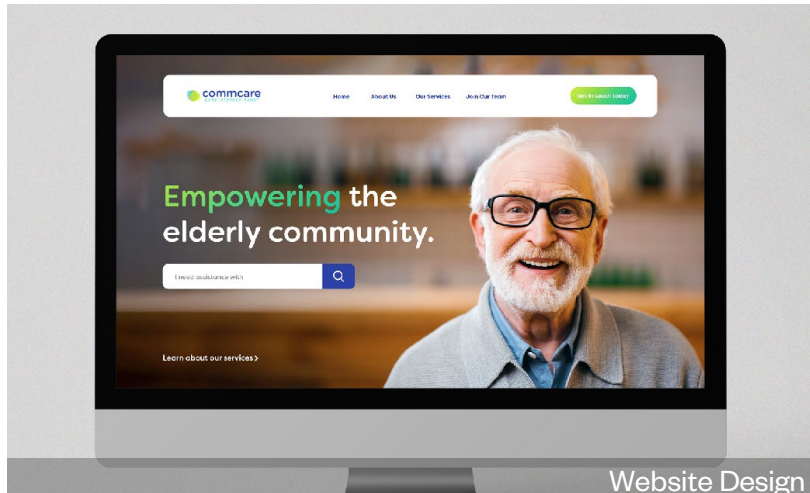 commcare
Home About Us Our Services Join Our Team
Get in touch today
Empowering the
elderly community.
I need assistance with
Learn about our services >
Website Design